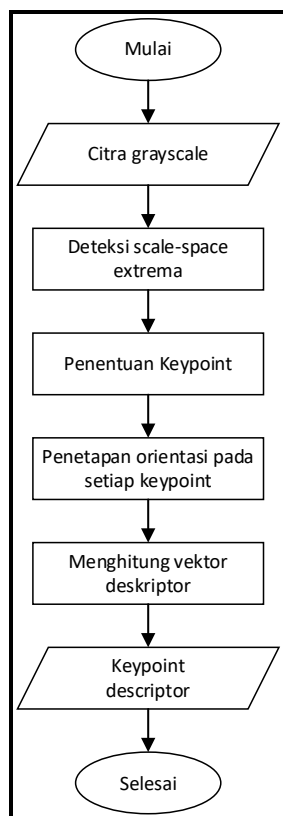 Mulai
Citra grayscale
Deteksi scale-space
extrema
Penentuan Keypoint
Penetapan orientasi pada
setiap keypoint
Menghitung vektor
deskriptor
Keypoint
descriptor
Selesai